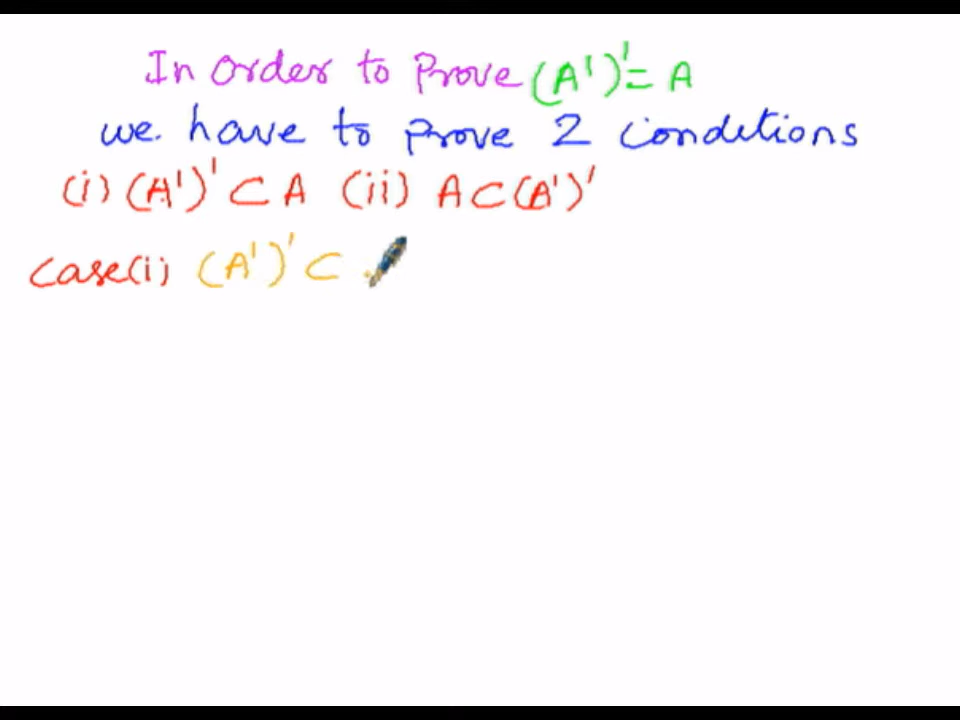 In order to Prove (A')' = A
we. have to Prove 2 conditions
(i) (A')' ⊂ A (ii) A ⊂ (A')'
case(i) (A')' ⊂